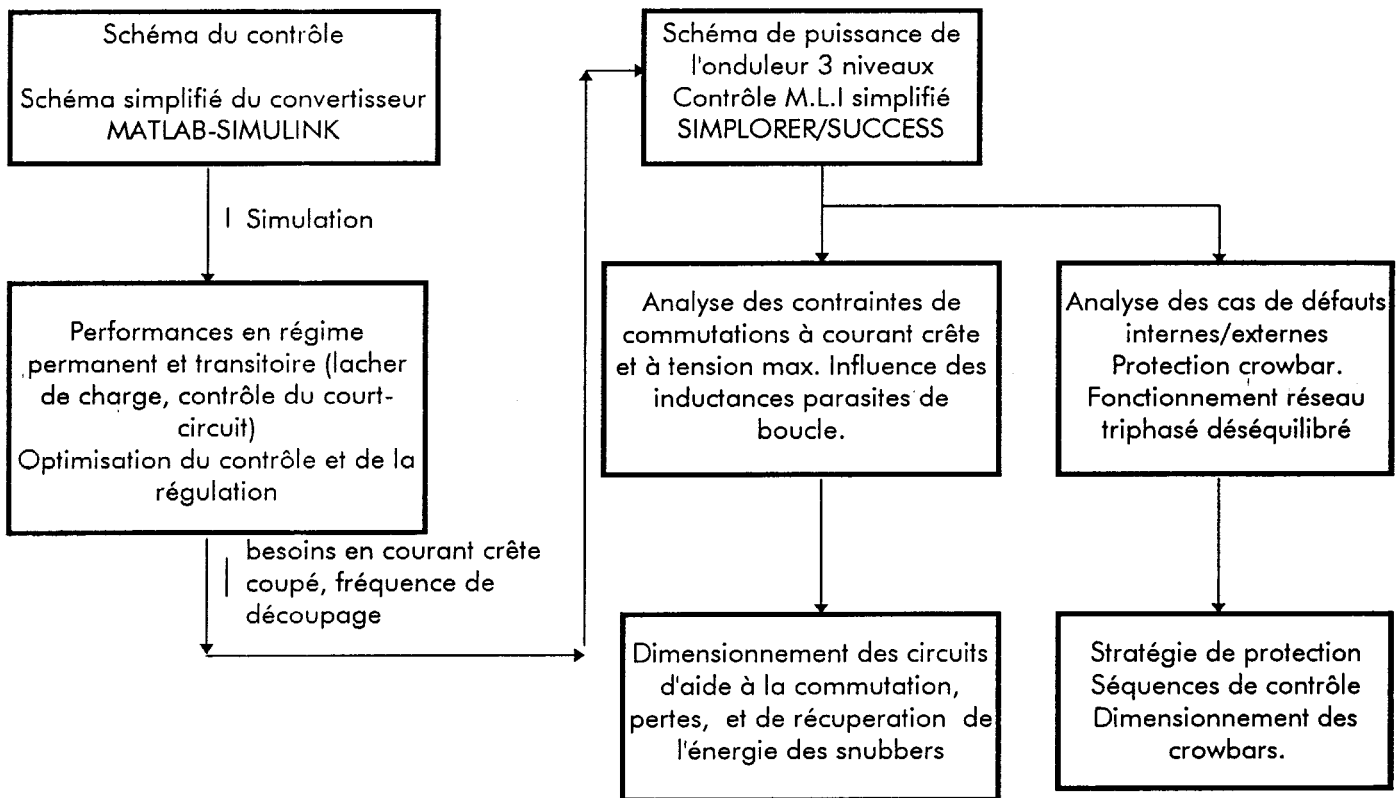 Schéma du contrôle
Schéma simplifié du convertisseur
MATLAB-SIMULINK
Simulation
Performances en régime
permanent et transitoire (lacher
de charge, contrôle du court-
circuit)
Optimisation du contrôle et de la
régulation
besoins en courant crête
coupé, fréquence de
découpage
Schéma de puissance de
l'onduleur 3 niveaux
Contrôle M.L.I simplifié
SIMPLORER/SUCCESS
Analyse des contraintes de
commutations à courant crête
et à tension max. Influence des
inductances parasites de
boucle.
Analyse des cas de défauts
internes/externes
Protection crowbar.
Fonctionnement réseau
triphasé déséquilibré
Dimensionnement des circuits
d'aide à la commutation,
pertes, et de récuperation de
l'énergie des snubbers
Stratégie de protection
Séquences de contrôle
Dimensionnement des
crowbars.